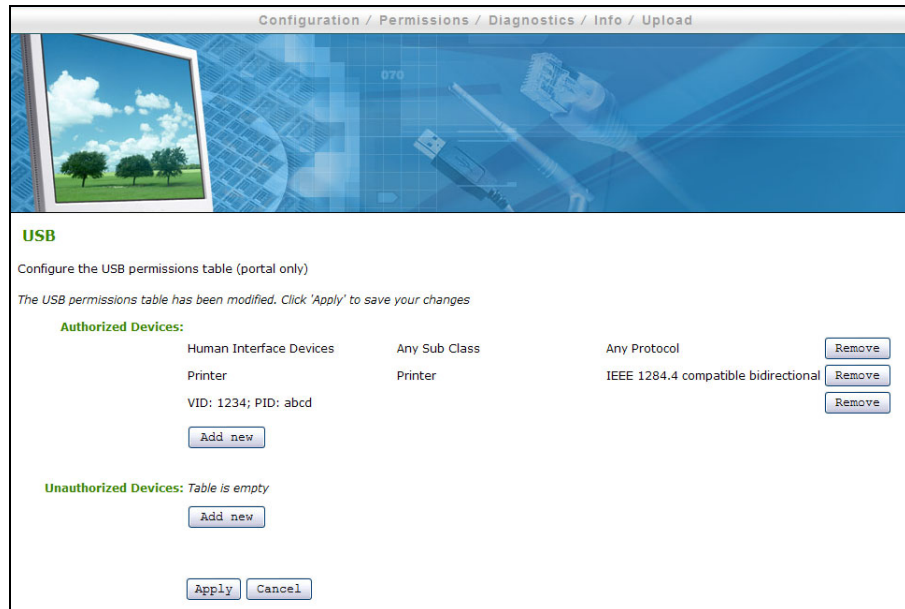 Configuration / Permissions / Diagnostics / Info / Upload
070
USB
Configure the USB permissions table (portal only)
The USB permissions table has been modified. Click 'Apply' to save your changes
Authorized Devices:
Human Interface Devices Any Sub Class Any Protocol Remove
Printer Printer IEEE 1284.4 compatible bidirectional Remove
VID: 1234; PID: abcd Remove
Add new
Unauthorized Devices: Table is empty
Add new
Apply Cancel